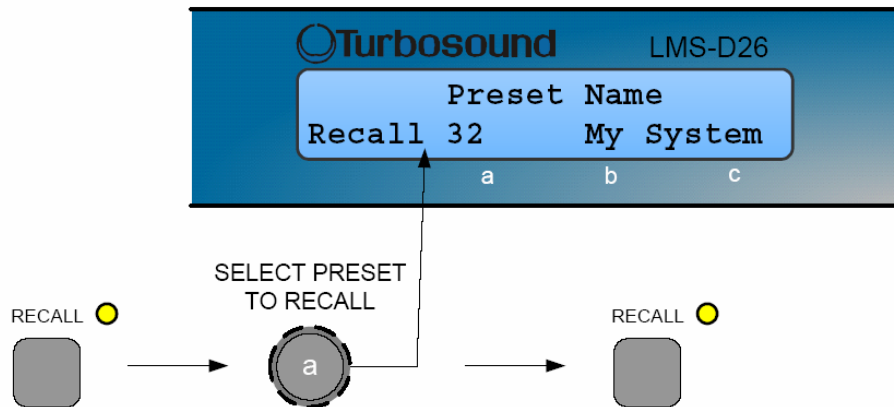 Turbosound LMS-D26
Preset Name
Recall 32 My System
a b c
SELECT PRESET
TO RECALL
RECALL
a
RECALL